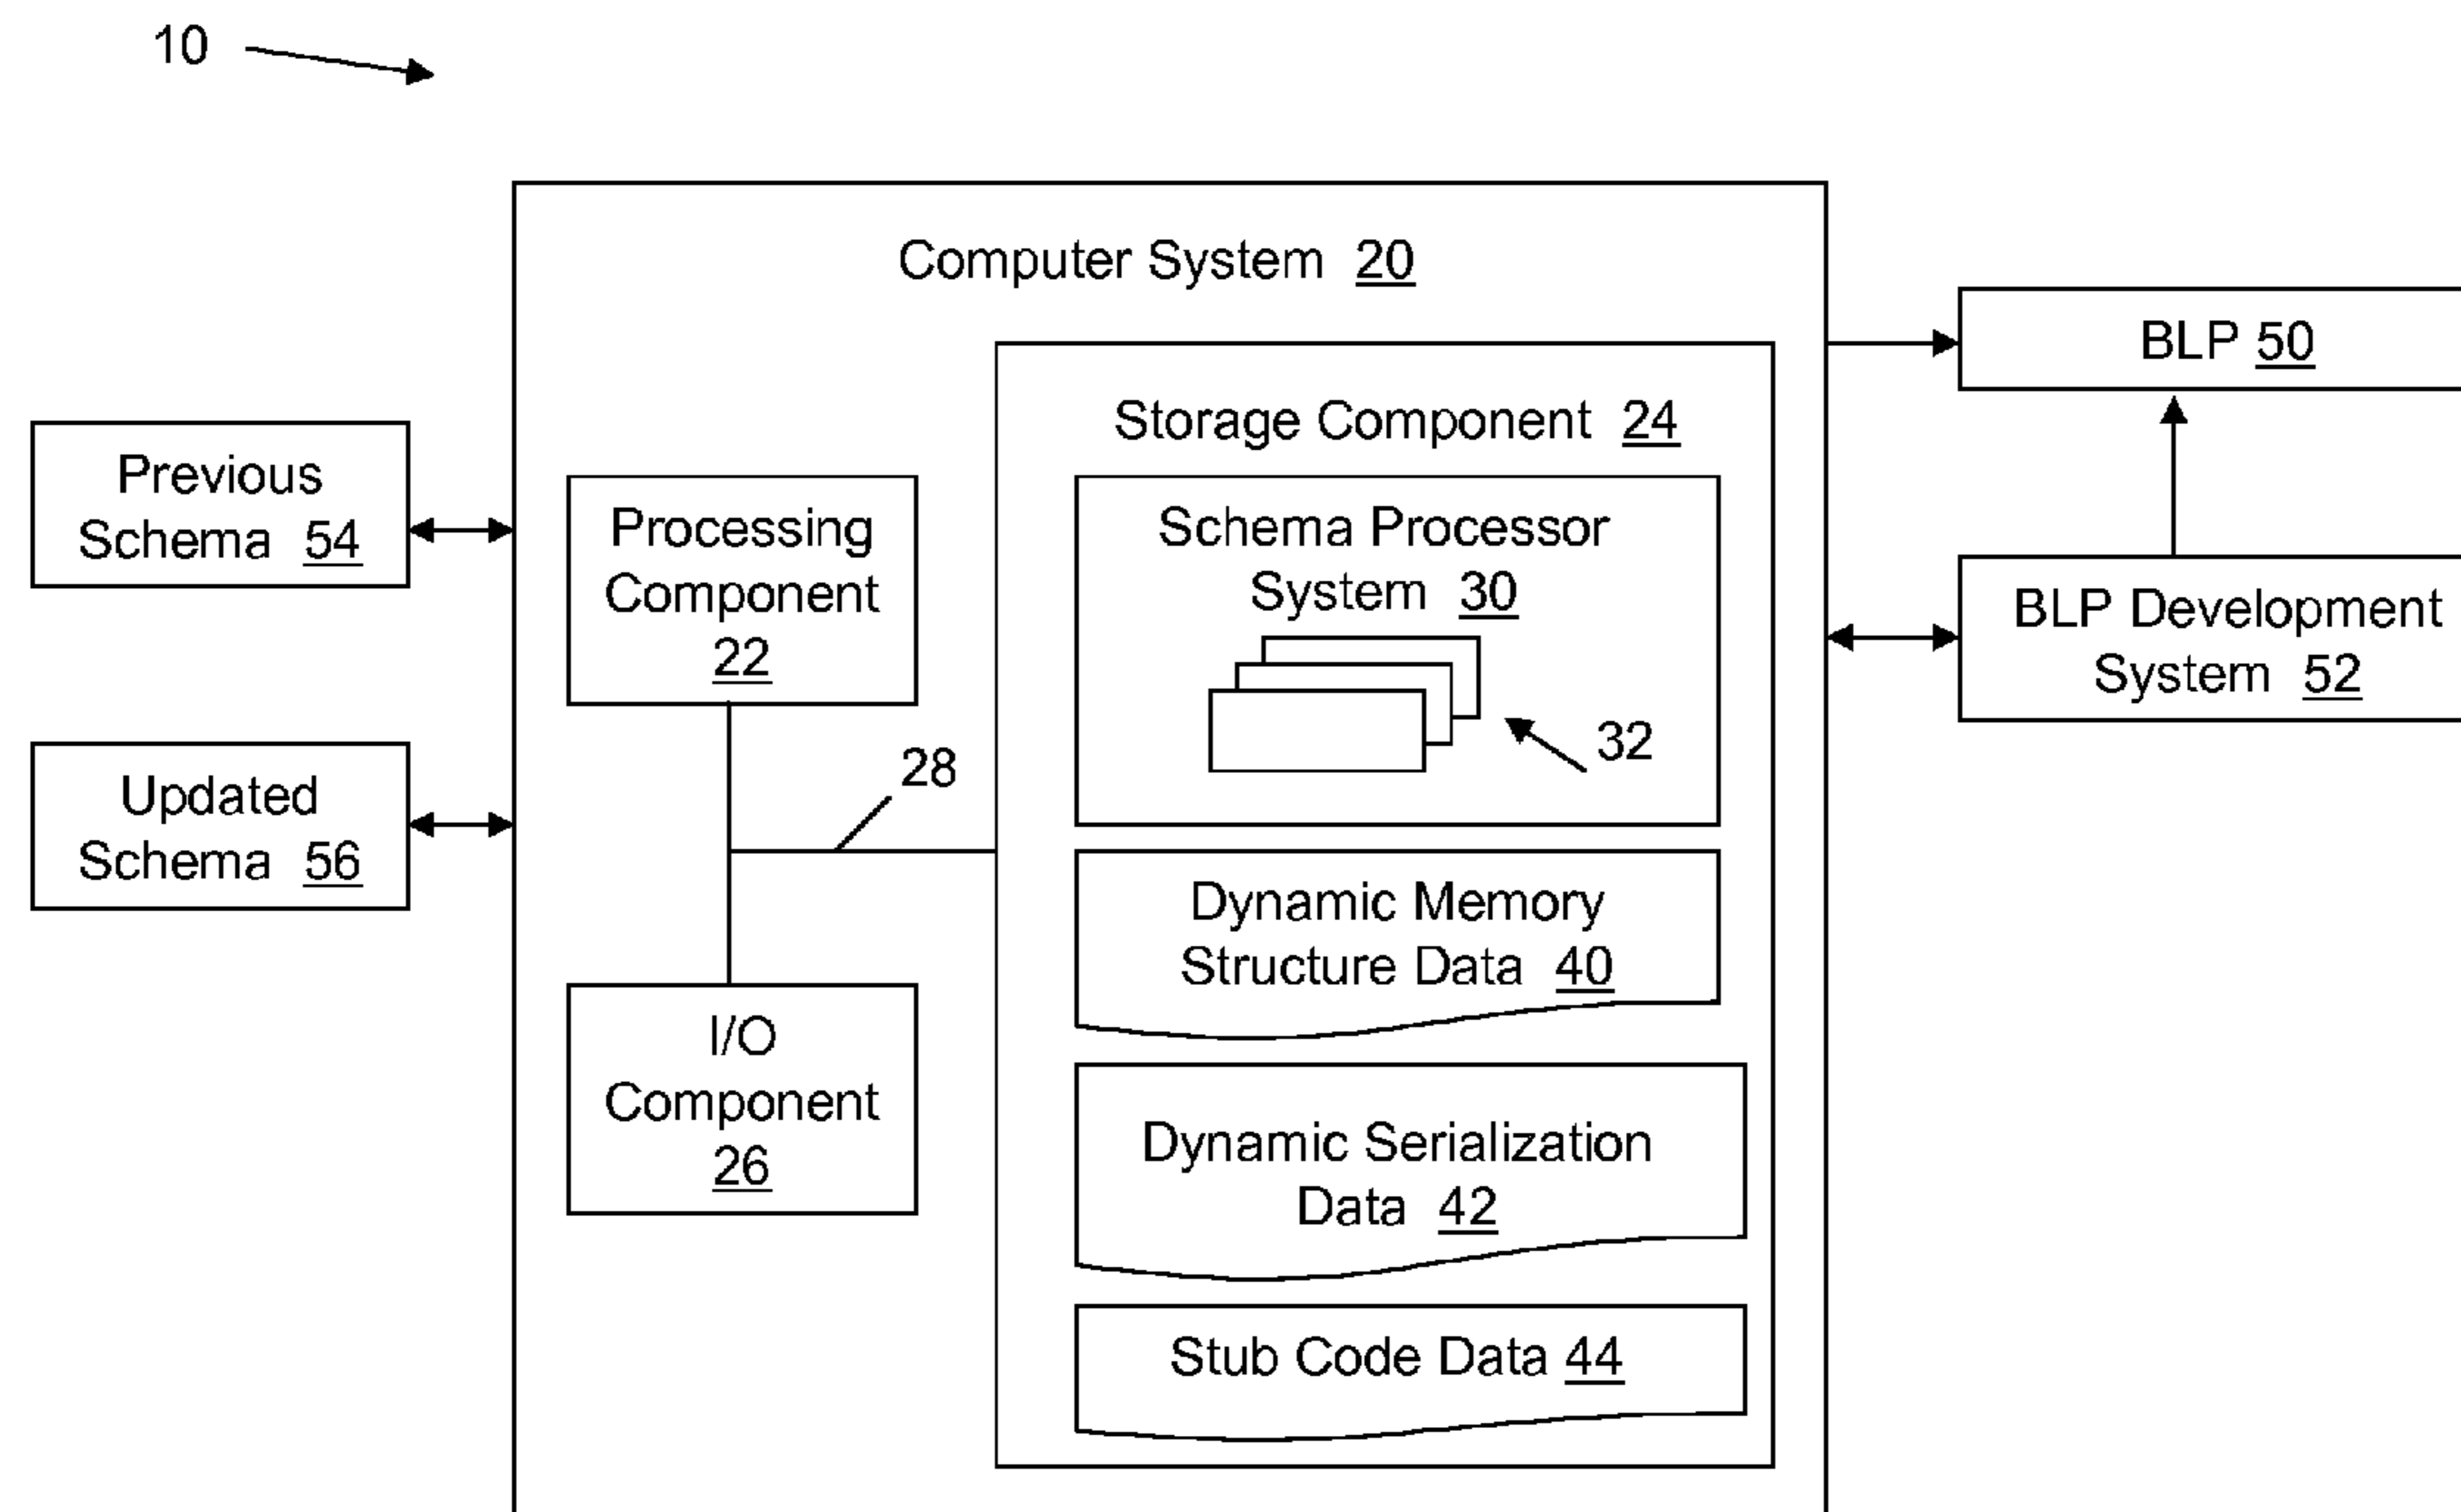 10
Computer System 20
BLP 50
Storage Component 24
Previous
Schema 54
Processing
Component
22
Schema Processor
System 30
32
BLP Development
System 52
Updated
Schema 56
28
Dynamic Memory
Structure Data 40
I/O
Component
26
Dynamic Serialization
Data 42
Stub Code Data 44